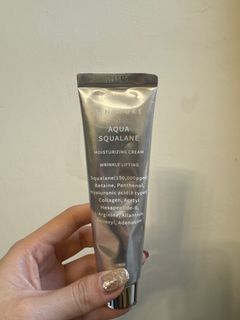 AQUA
SQUALANE
MOISTURIZING CREAM
WRINKLE LIFTING
Squalane(150,000ppm)
Betaine, Panthenol,
Hyaluronic acid(8 types)
Collagen, Acetyl
Hexapeptide-8,
Arginine, Allantoin,
Adenosine